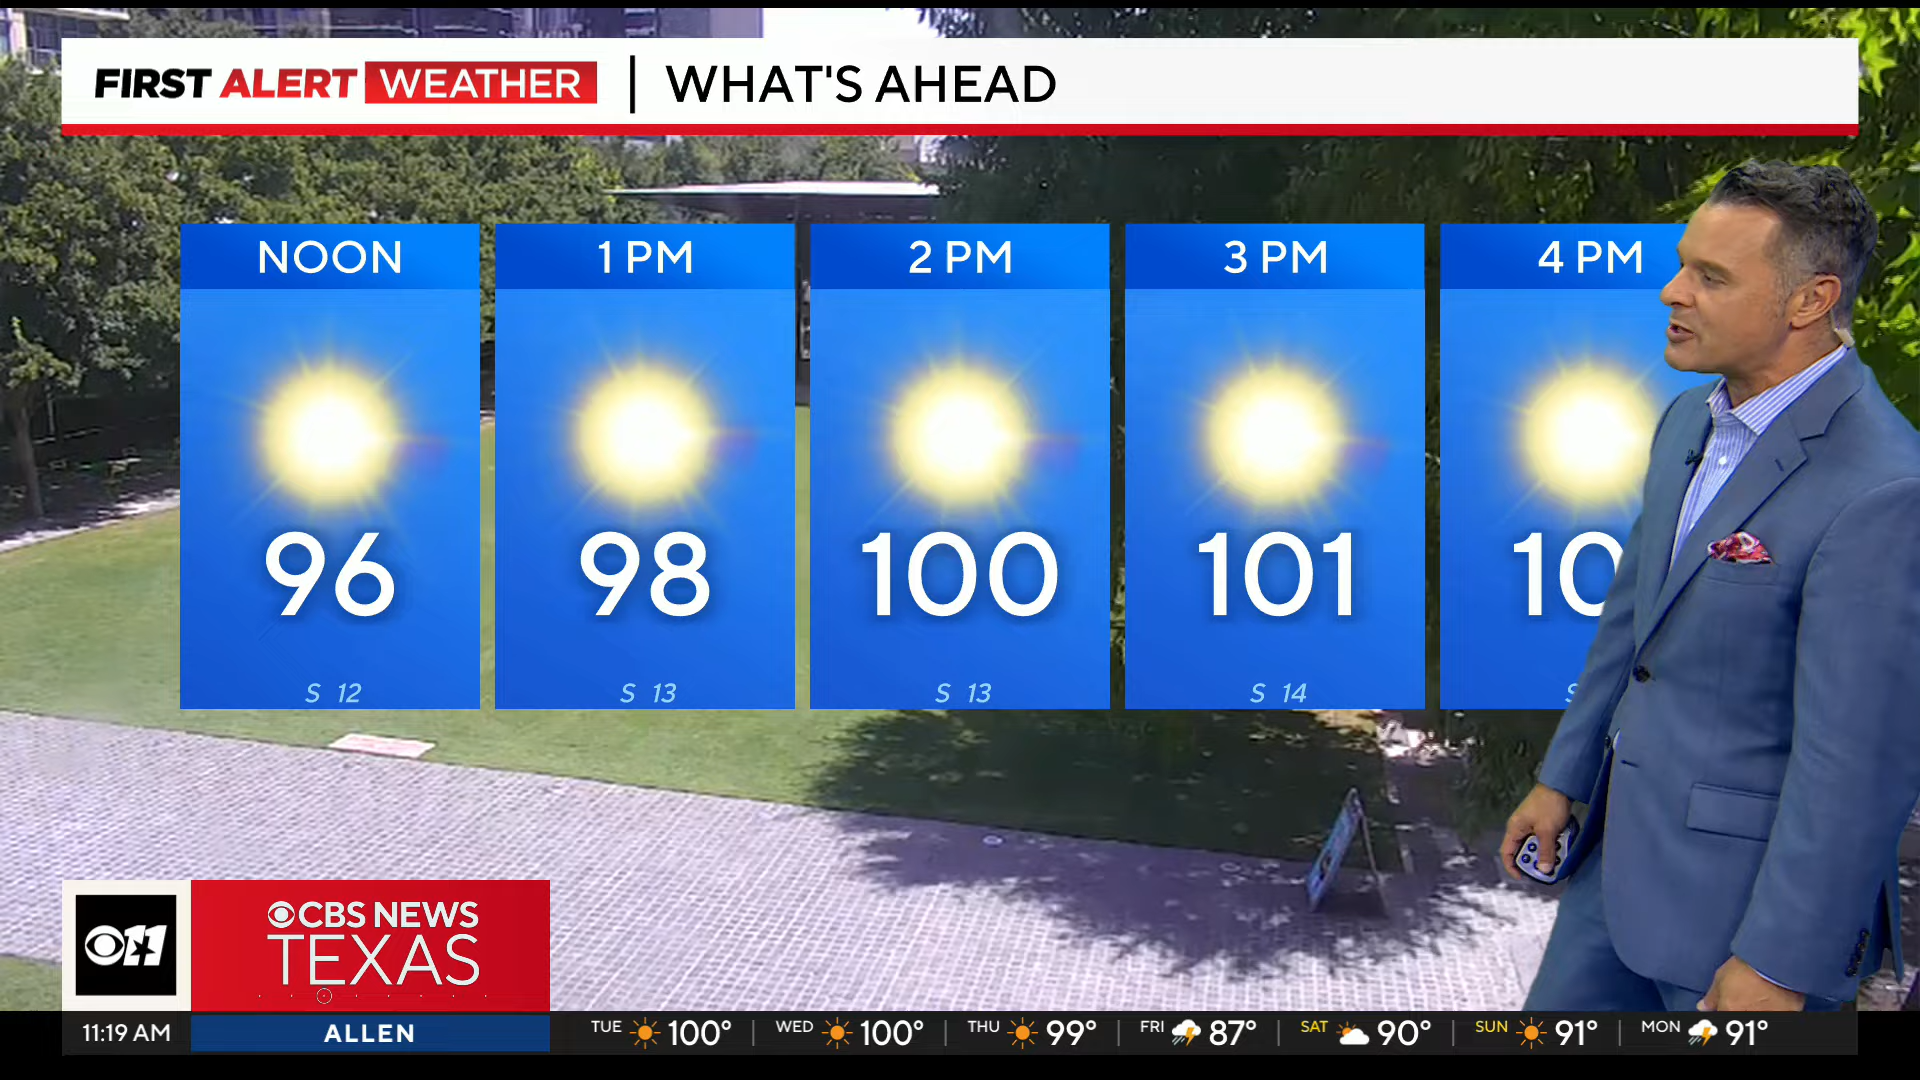 FIRST ALERT WEATHER | WHAT'S AHEAD
NOON 1 PM 2 PM 3 PM 4 PM
96 98 100 101
S 12 S 13 S 13 S 14
CBS NEWS
TEXAS
11
11:19 AM ALLEN TUE 100° WED 100° THU 99° FRI 87° SAT 90° SUN 91° MON 91°